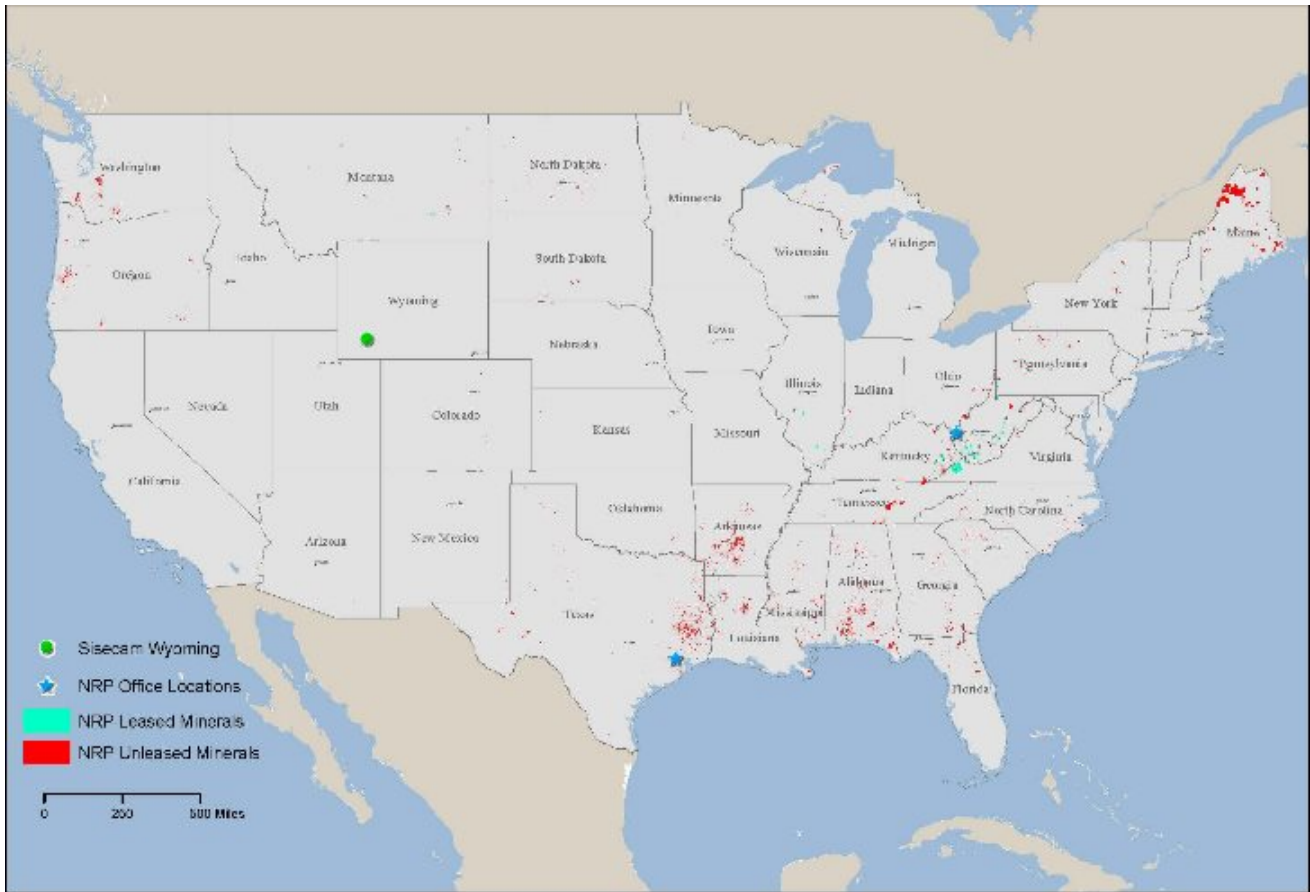 Washington
Montana
North Dakota
Minnesota
Maine
Michigan
Wisconsin
Oregon
Idaho
South Dakota
Wyoming
New York
Iowa
Nebraska
Pennsylvania
Ohio
Illinois
Indiana
Nevada
Utah
Colorado
Kansas
Missouri
Kentucky
Virginia
California
Oklahoma
Tennessee
North Carolina
Arkansas
Arizona
New Mexico
Alabama
Georgia
Texas
Mississippi
Louisiana
Florida
Sisecam Wyoming
NRP Office Locations
NRP Leased Minerals
NRP Unleased Minerals
0 250 500 Miles